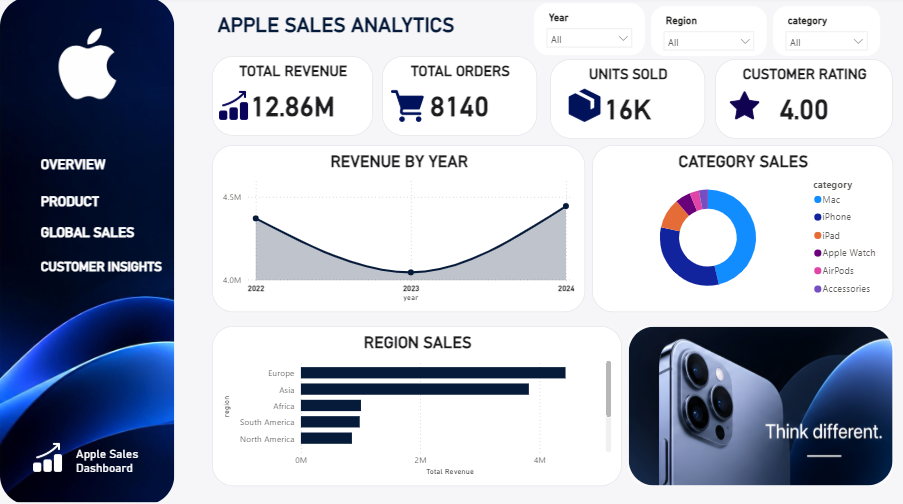 APPLE SALES ANALYTICS
Year
All
Region
All
category
All
OVERVIEW
PRODUCT
GLOBAL SALES
CUSTOMER INSIGHTS
Apple Sales
Dashboard
TOTAL REVENUE
12.86M
TOTAL ORDERS
8140
UNITS SOLD
16K
CUSTOMER RATING
4.00
REVENUE BY YEAR
4.5M
4.0M
2022
2023
2024
year
CATEGORY SALES
category
Mac
iPhone
iPad
Apple Watch
AirPods
Accessories
REGION SALES
region
Europe
Asia
Africa
South America
North America
0M
2M
4M
Total Revenue
Think different.